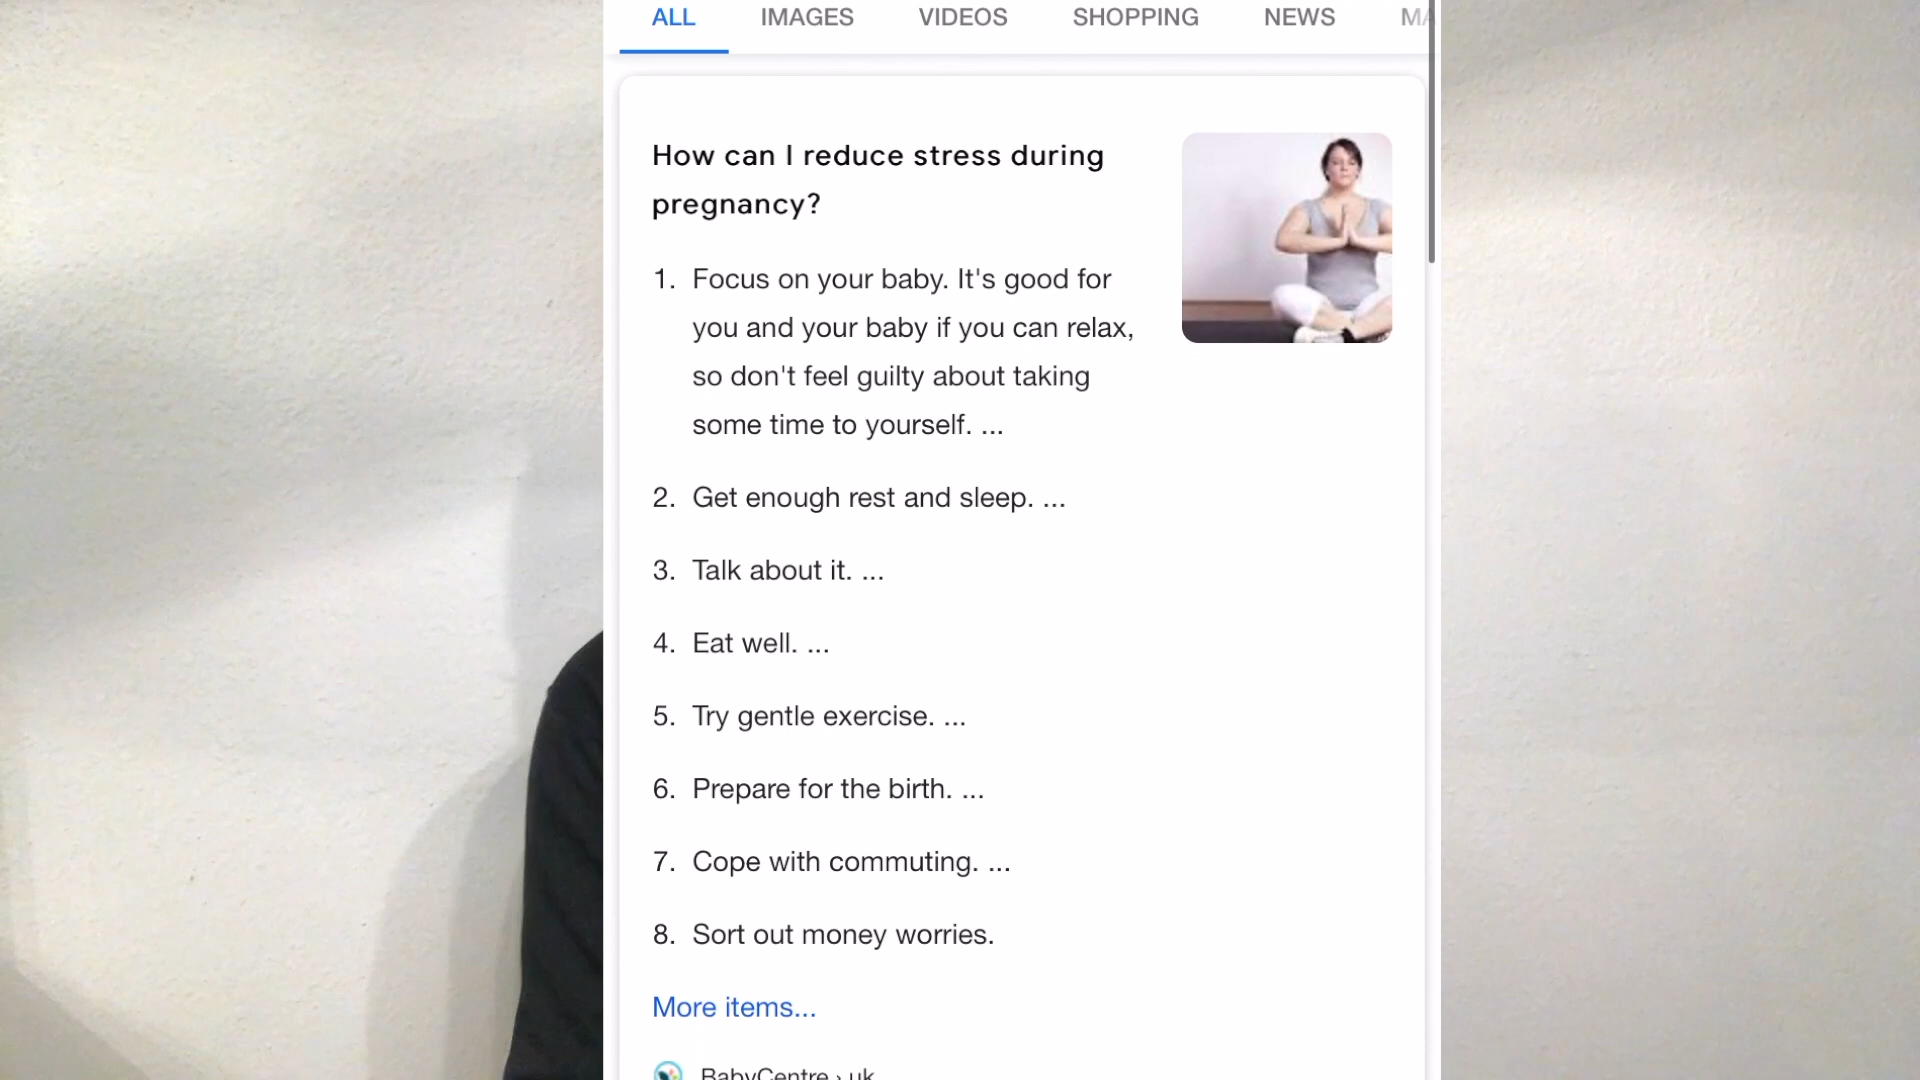 ALL IMAGES VIDEOS SHOPPING NEWS
How can I reduce stress during
pregnancy?
1. Focus on your baby. It's good for
you and your baby if you can relax,
so don't feel guilty about taking
some time to yourself. ...
2. Get enough rest and sleep. ...
3. Talk about it. ...
4. Eat well. ...
5. Try gentle exercise. ...
6. Prepare for the birth. ...
7. Cope with commuting. ...
8. Sort out money worries.
More items...
BabyCentre › uk